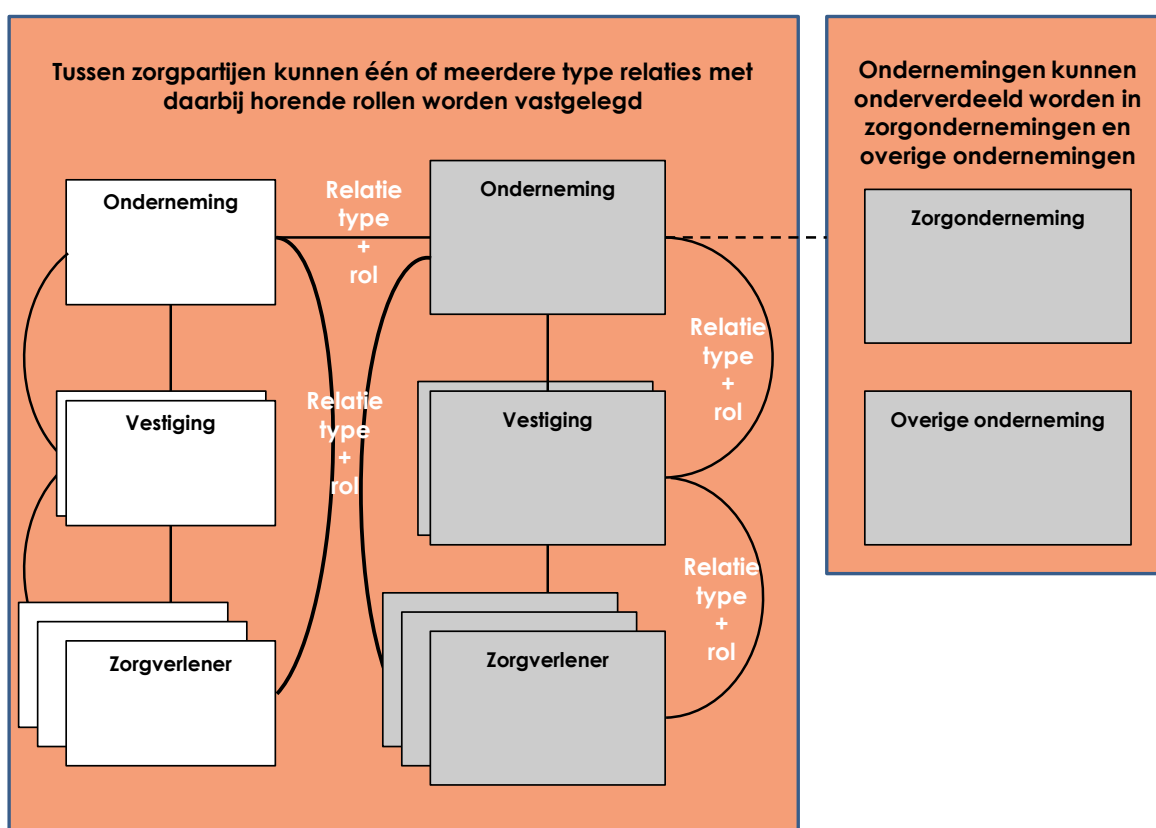 Tussen zorgpartijen kunnen één of meerdere type relaties met
daarbij horende rollen worden vastgelegd
Onderneming
Relatie
type
+
rol
Onderneming
Relatie
type
+
rol
Vestiging
Relatie
type
+
rol
Vestiging
Relatie
type
+
rol
Zorgverlener
Zorgverlener
Ondernemingen kunnen
onderverdeeld worden in
zorgondernemingen en
overige ondernemingen
Zorgonderneming
Overige onderneming